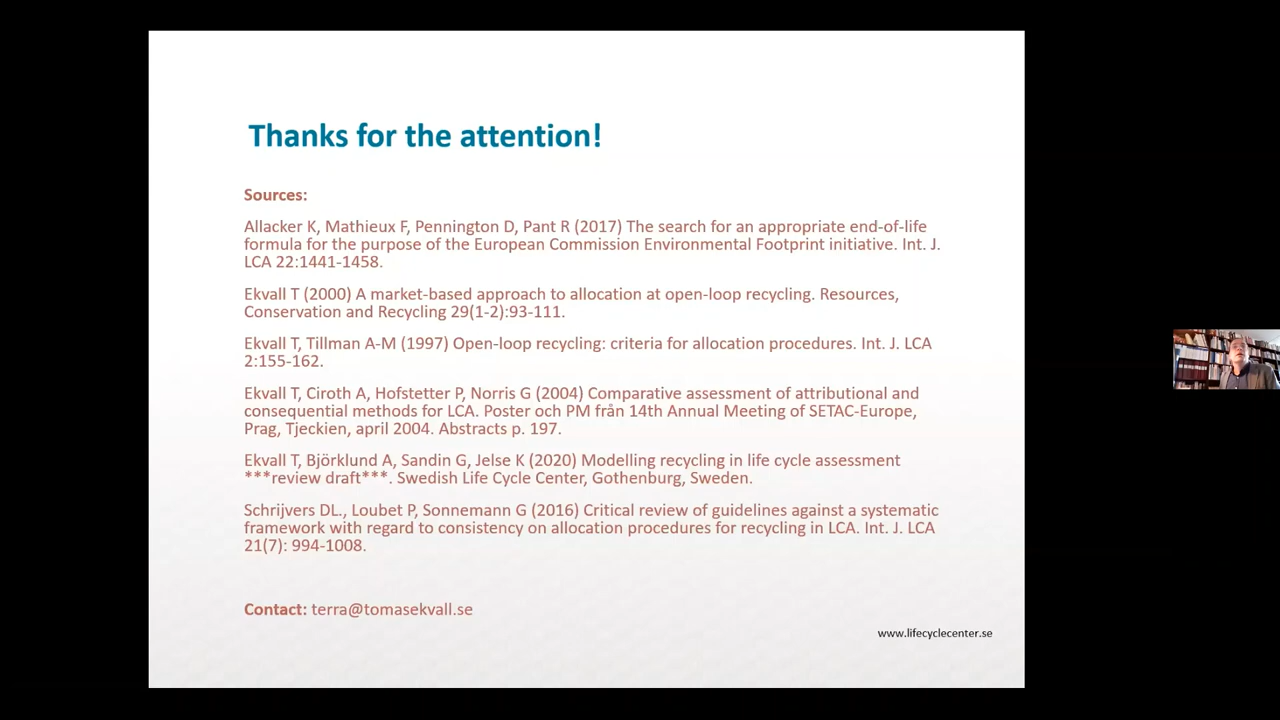 Thanks for the attention!
Sources:
Allacker K, Mathieux F, Pennington D, Pant R (2017) The search for an appropriate end-of-life
formula for the purpose of the European Commission Environmental Footprint initiative. Int. J.
LCA 22:1441-1458.
Ekvall T (2000) A market-based approach to allocation at open-loop recycling. Resources,
Conservation and Recycling 29(1-2):93-111.
Ekvall T, Tillman A-M (1997) Open-loop recycling: criteria for allocation procedures. Int. J. LCA
2:155-162.
Ekvall T, Ciroth A, Hofstetter P, Norris G (2004) Comparative assessment of attributional and
consequential methods for LCA. Poster och PM från 14th Annual Meeting of SETAC-Europe,
Prag, Tjeckien, april 2004. Abstracts p. 197.
Ekvall T, Björklund A, Sandin G, Jelse K (2020) Modelling recycling in life cycle assessment
***review draft***. Swedish Life Cycle Center, Gothenburg, Sweden.
Schrijvers DL., Loubet P, Sonnemann G (2016) Critical review of guidelines against a systematic
framework with regard to consistency on allocation procedures for recycling in LCA. Int. J. LCA
21(7): 994-1008.
Contact: terra@tomasekvall.se
www.lifecyclecenter.se